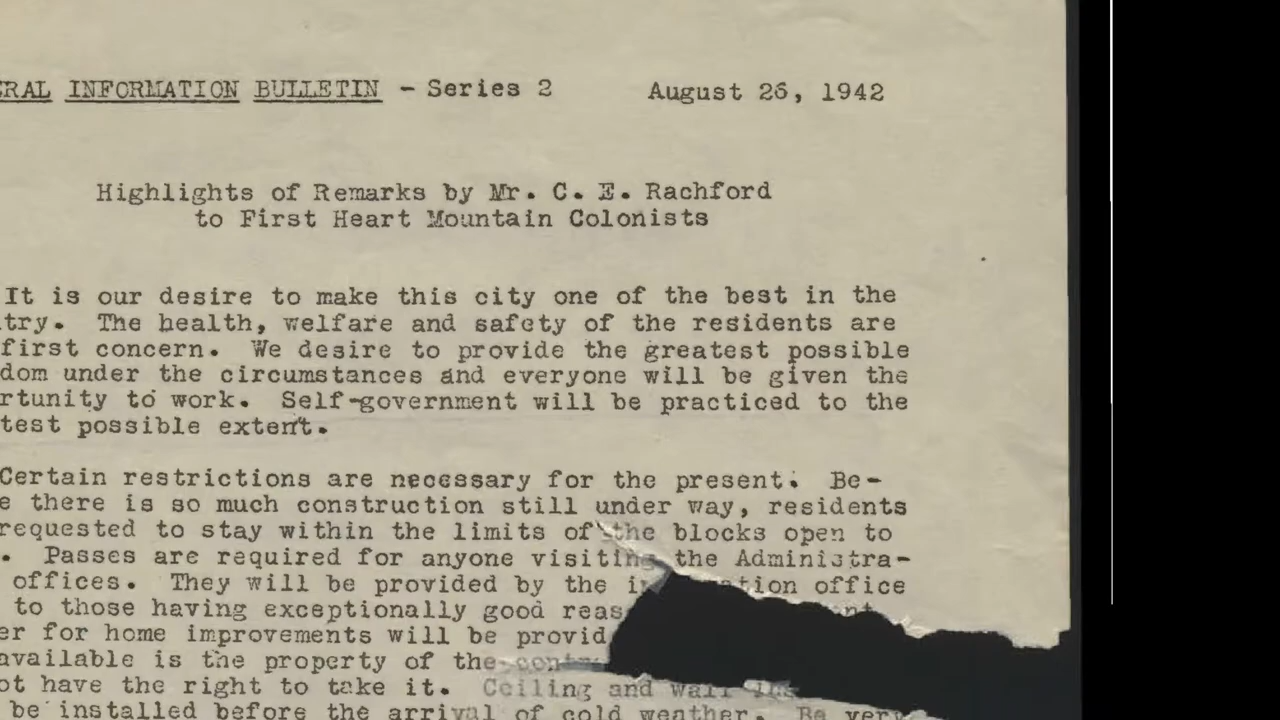 ERAL INFORMATION BULLETIN - Series 2 August 26, 1942
Highlights of Remarks by Mr. C. E. Rachford
to First Heart Mountain Colonists
It is our desire to make this city one of the best in the
try. The health, welfare and safety of the residents are
first concern. We desire to provide the greatest possible
dom under the circumstances and everyone will be given the
rtunity to work. Self-government will be practiced to the
test possible extent.
Certain restrictions are necessary for the present. Be-
e there is so much construction still under way, residents
requested to stay within the limits of the blocks open to
. Passes are required for anyone visiting the Administra-
offices. They will be provided by the tion office
to those having exceptionally good reas
er for home improvements will be provid
available is the property of the
ot have the right to take it. Ceiling and wall
be installed before the arrival of cold weather. Be very